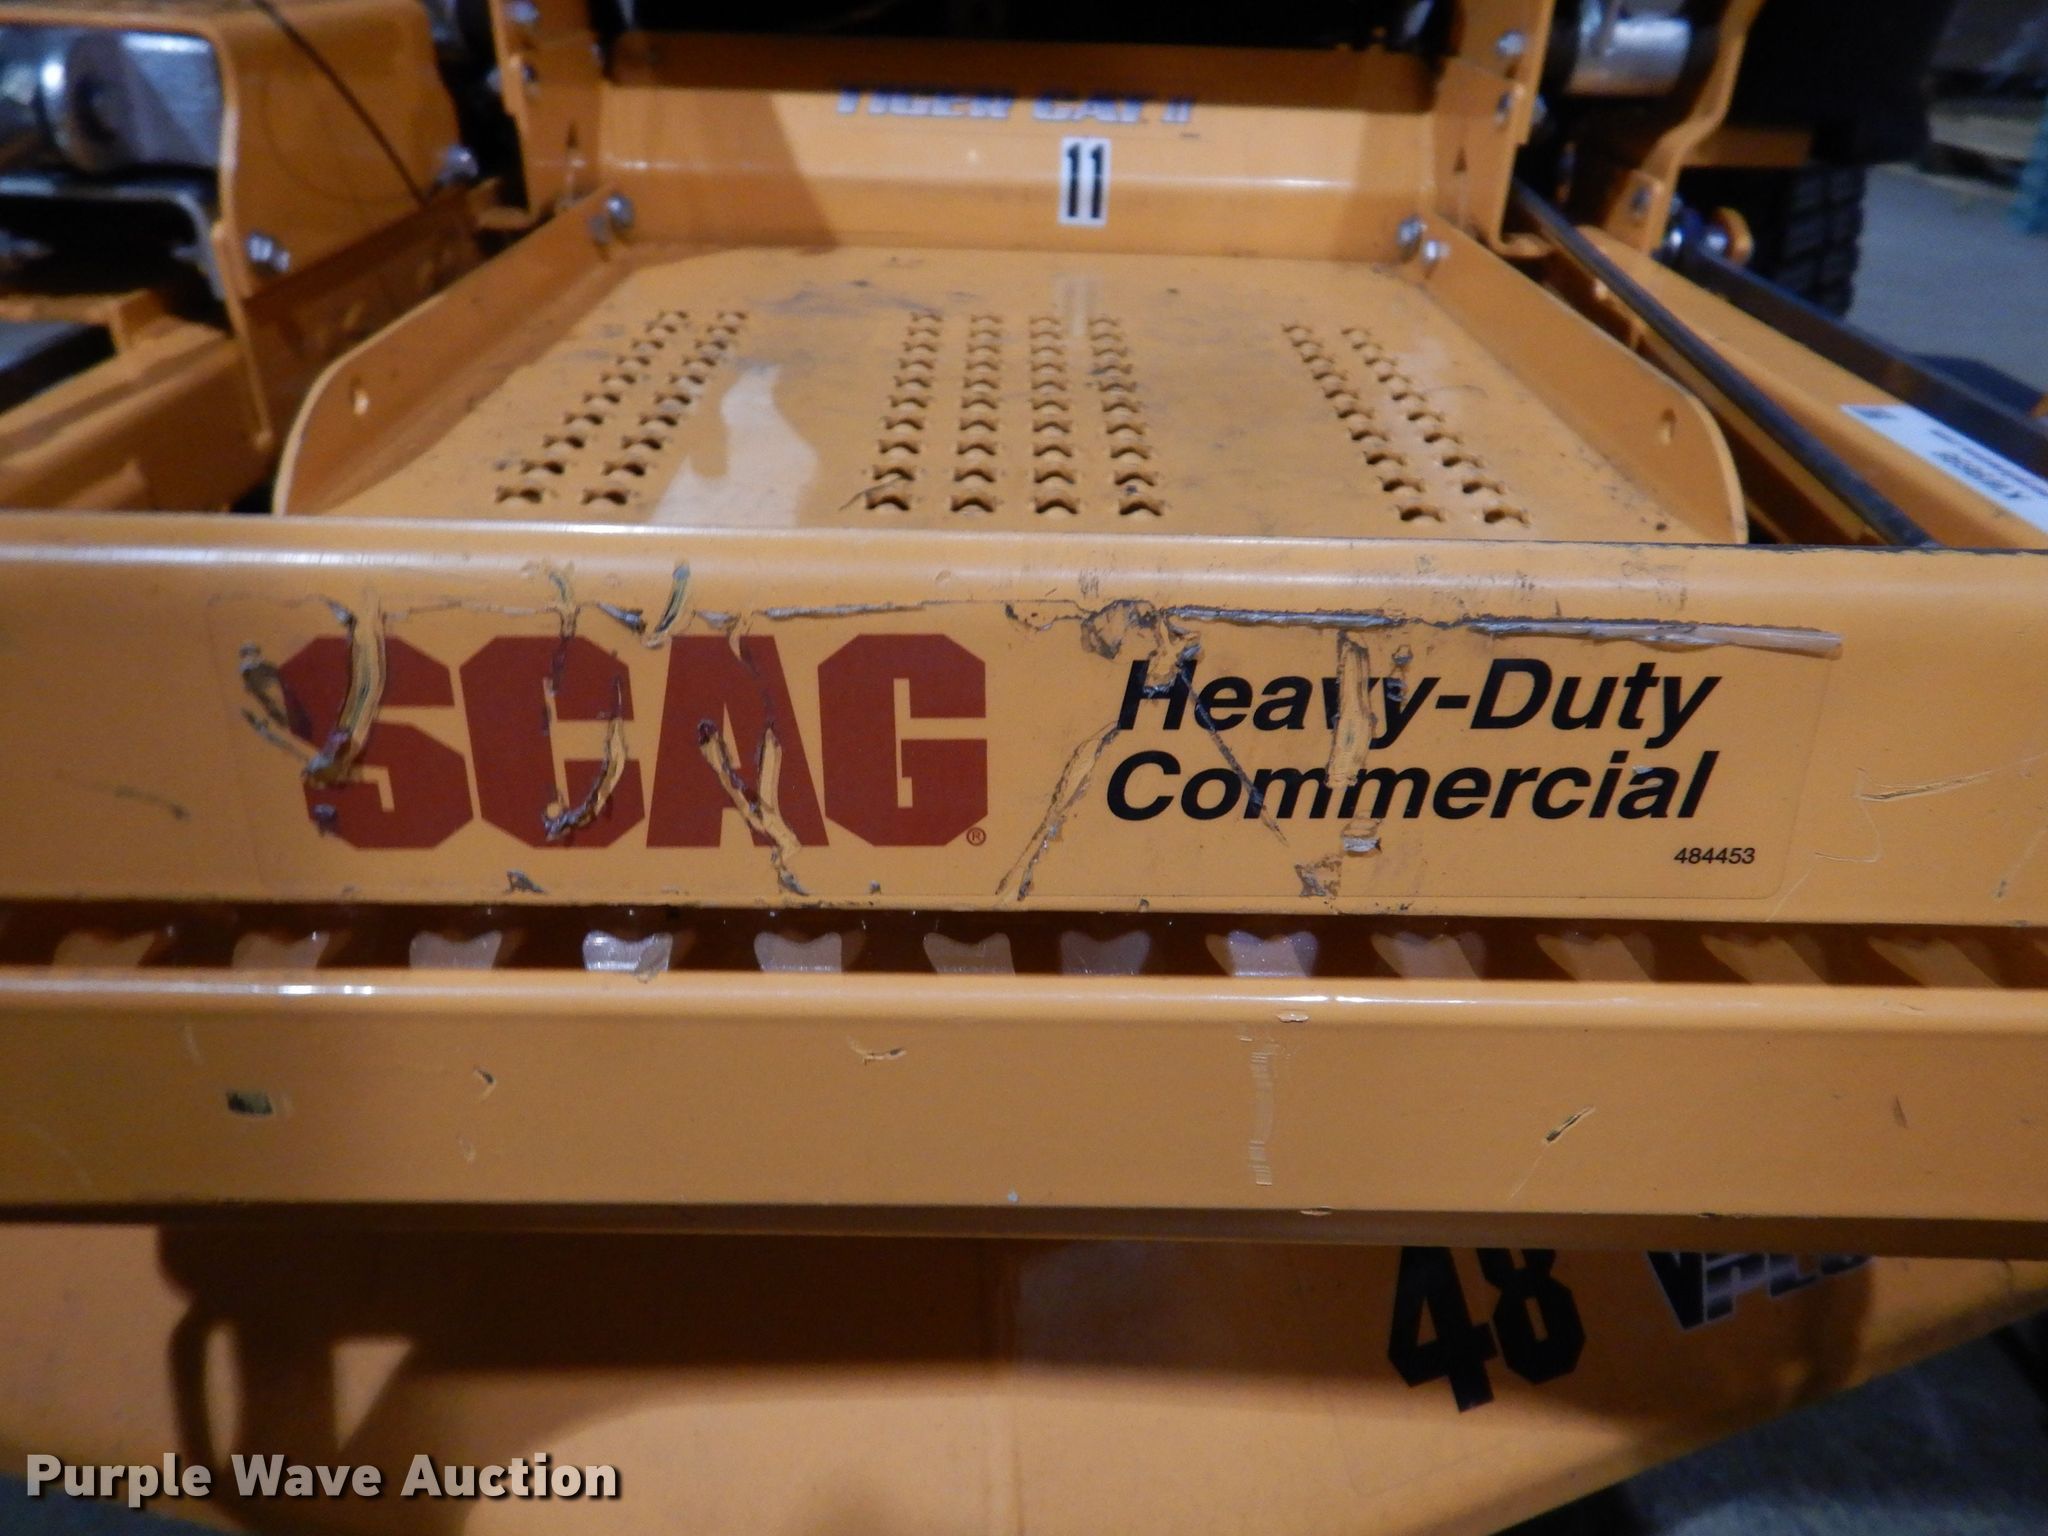 TIGER CAT II
11
SCAG®
Heavy-Duty
Commercial
484453
48
Purple Wave Auction